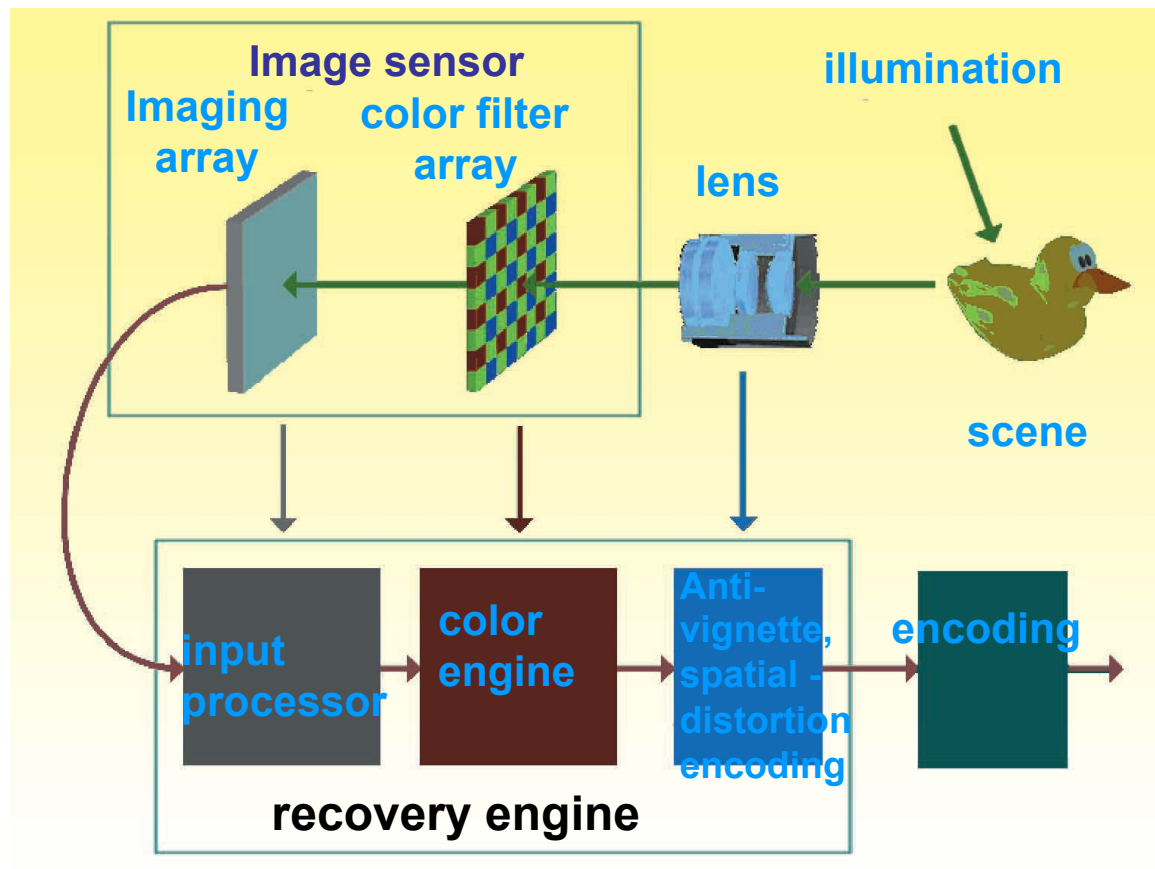 Image sensor
illumination
Imaging
array
color filter
array
lens
scene
input
processor
color
engine
Anti-
vignette,
spatial -
distortion
encoding
encoding
recovery engine